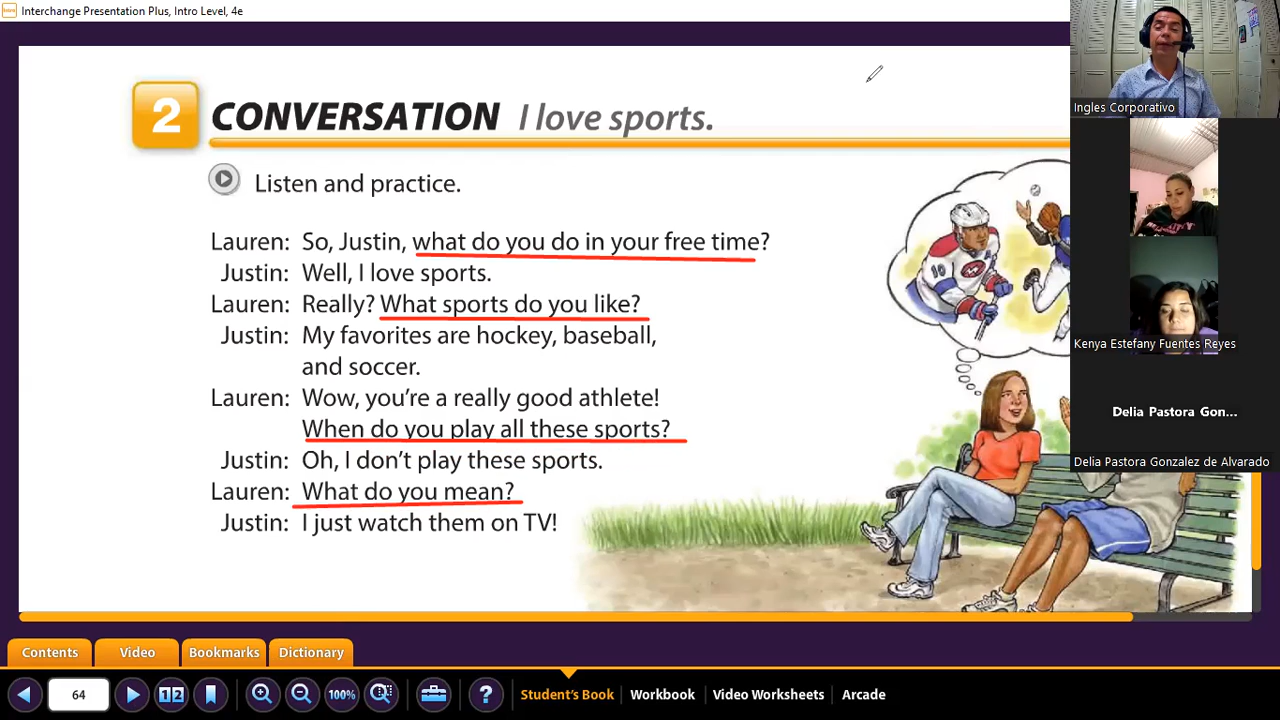 Interchange Presentation Plus, Intro Level, 4e
2 CONVERSATION I love sports.
Listen and practice.
Lauren: So, Justin, what do you do in your free time?
Justin: Well, I love sports.
Lauren: Really? What sports do you like?
Justin: My favorites are hockey, baseball,
and soccer.
Lauren: Wow, you're a really good athlete!
When do you play all these sports?
Justin: Oh, I don't play these sports.
Lauren: What do you mean?
Justin: I just watch them on TV!
10
A
Ingles Corporativo
Kenya Estefany Fuentes Reyes
Delia Pastora Gon...
Delia Pastora Gonzalez de Alvarado
Contents Video Bookmarks Dictionary
64 1 2 100% ? Student's Book Workbook Video Worksheets Arcade